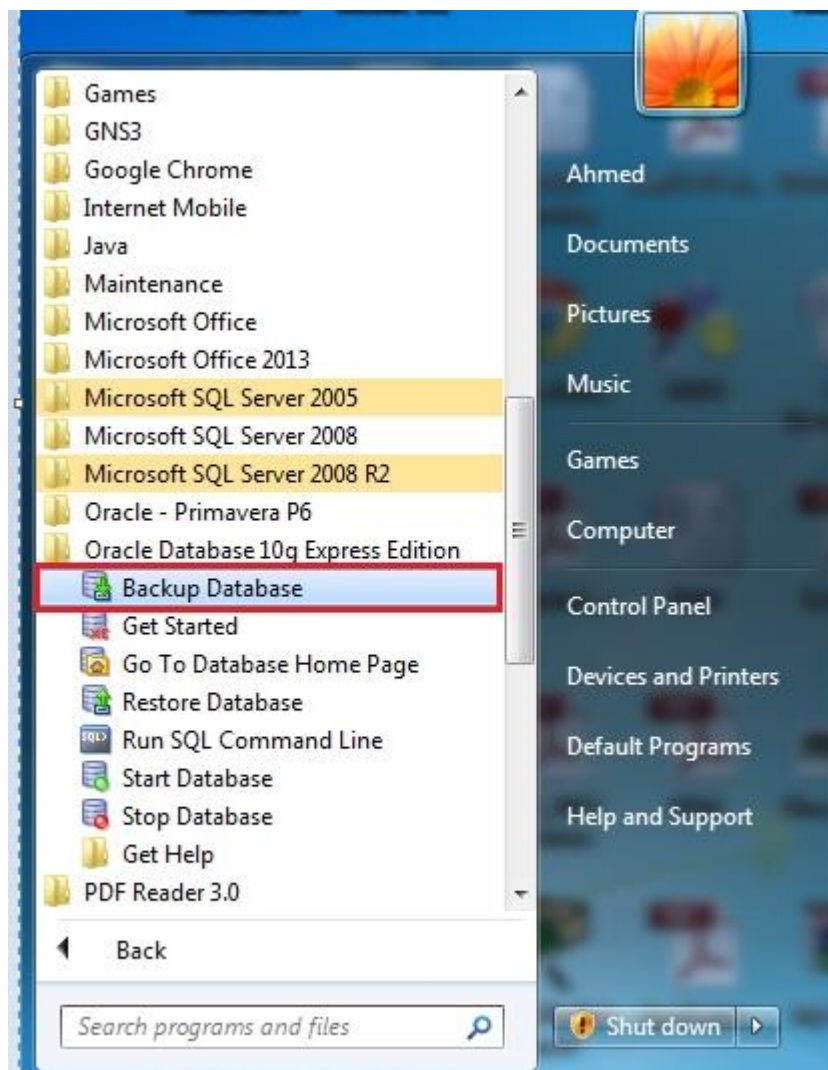 Games
GNS3
Google Chrome
Internet Mobile
Java
Maintenance
Microsoft Office
Microsoft Office 2013
Microsoft SQL Server 2005
Microsoft SQL Server 2008
Microsoft SQL Server 2008 R2
Oracle - Primavera P6
Oracle Database 10g Express Edition
Backup Database
Get Started
Go To Database Home Page
Restore Database
Run SQL Command Line
Start Database
Stop Database
Get Help
PDF Reader 3.0
Back
Search programs and files
Ahmed
Documents
Pictures
Music
Games
Computer
Control Panel
Devices and Printers
Default Programs
Help and Support
Shut down